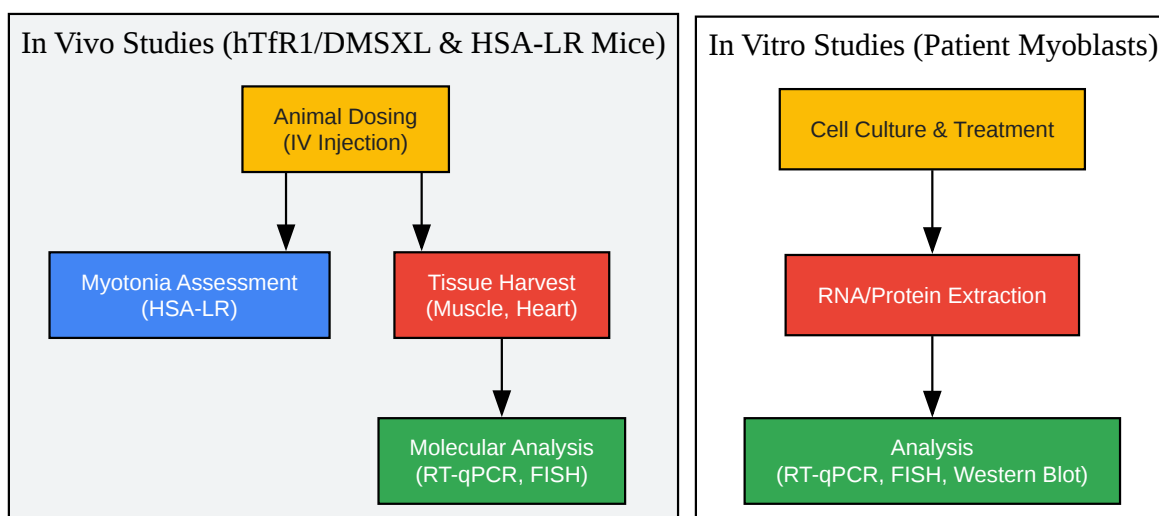 In Vivo Studies (hTfR1/DMSXL & HSA-LR Mice)
Animal Dosing
(IV Injection)
Myotonia Assessment
(HSA-LR)
Tissue Harvest
(Muscle, Heart)
Molecular Analysis
(RT-qPCR, FISH)
In Vitro Studies (Patient Myoblasts)
Cell Culture & Treatment
RNA/Protein Extraction
Analysis
(RT-qPCR, FISH, Western Blot)